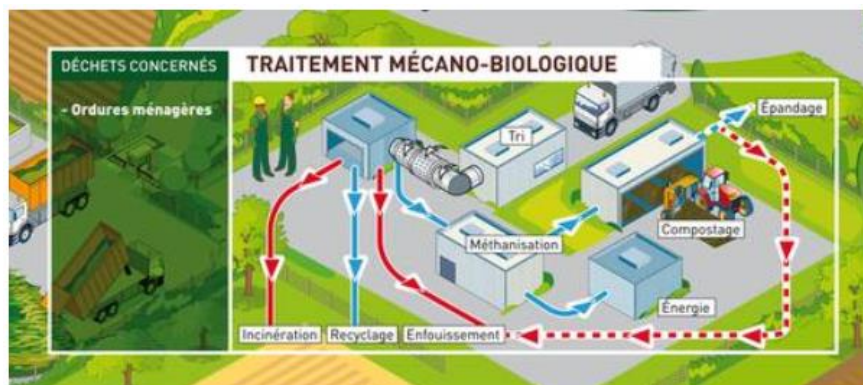 DÉCHETS CONCERNÉS
- Ordures ménagères
TRAITEMENT MÉCANO-BIOLOGIQUE
Épandage
Tri
Compostage
Méthanisation
Énergie
Incinération
Recyclage
Enfouissement